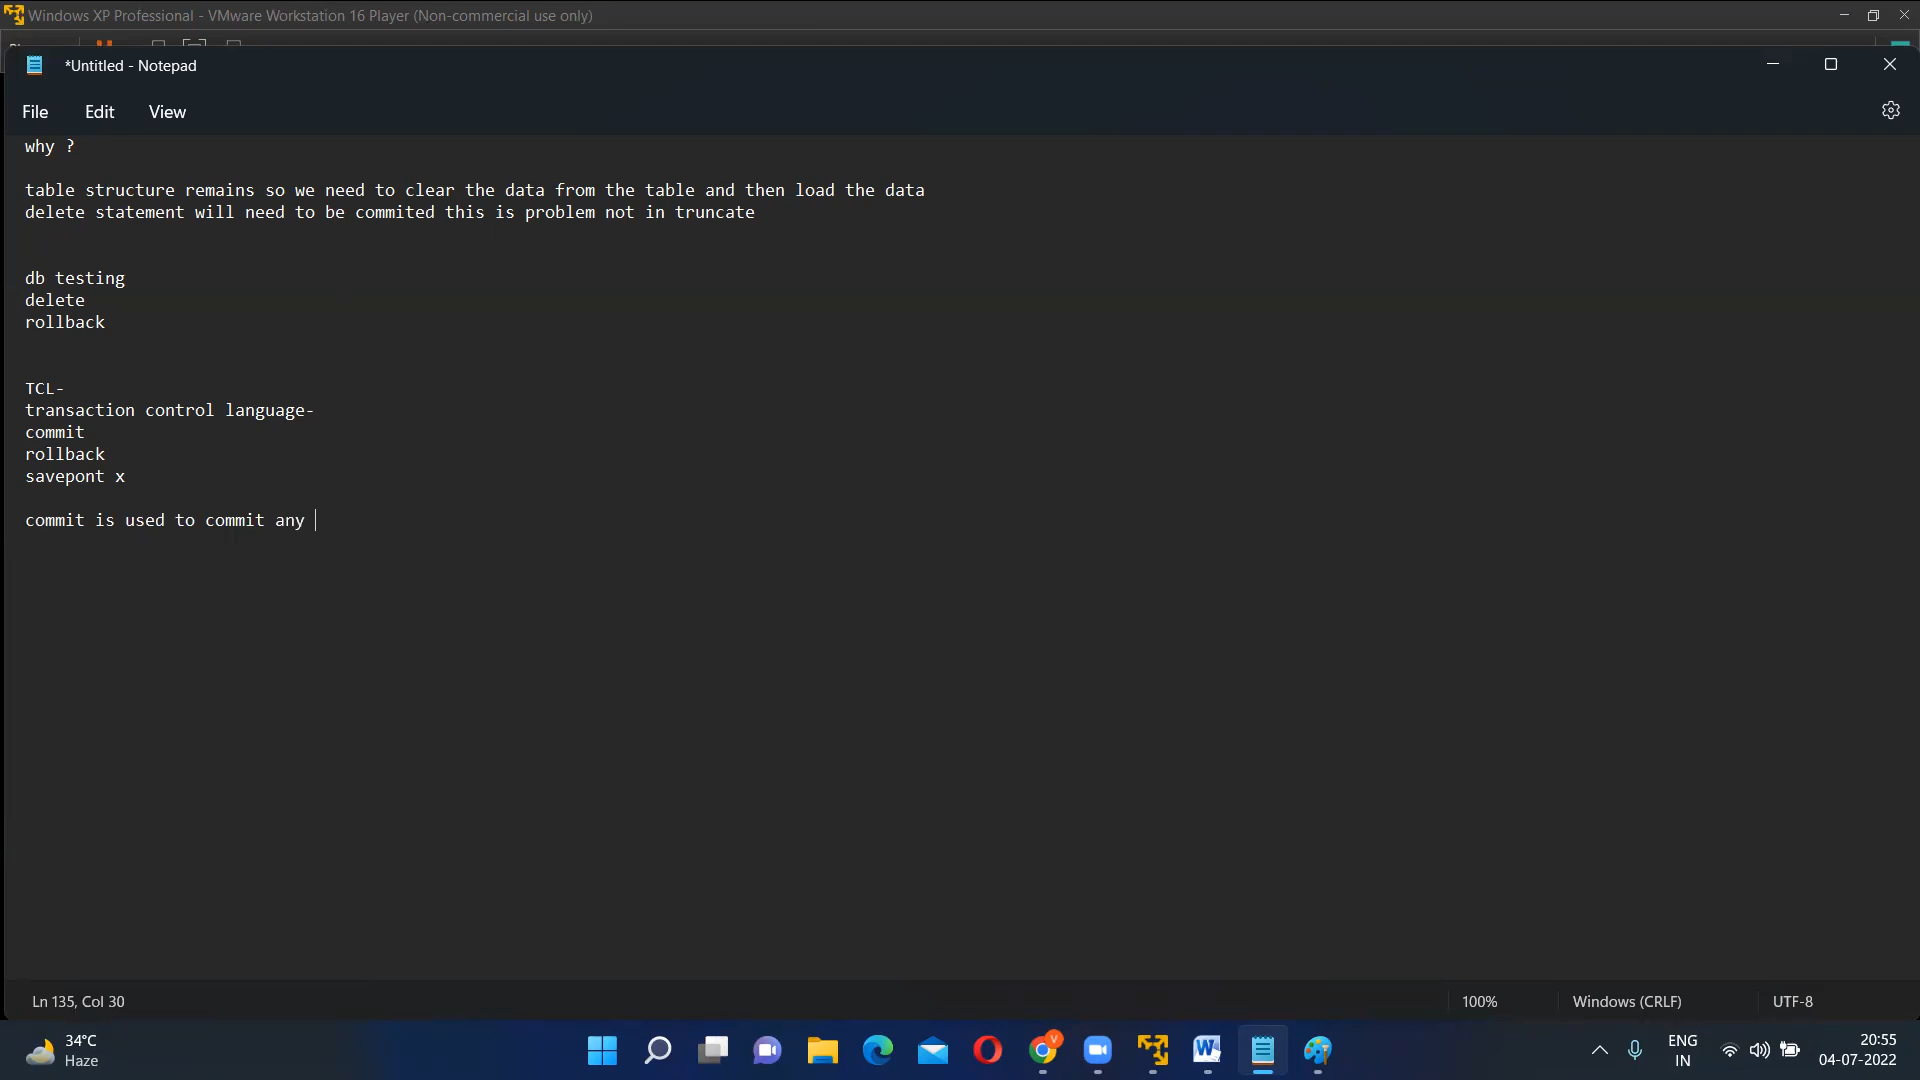 Windows XP Professional - VMware Workstation 16 Player (Non-commercial use only)
*Untitled - Notepad
File Edit View
why ?
table structure remains so we need to clear the data from the table and then load the data
delete statement will need to be commited this is problem not in truncate
db testing
delete
rollback
TCL-
transaction control language-
commit
rollback
savepont x
commit is used to commit any
Ln 135, Col 30 100% Windows (CRLF) UTF-8
34°C
Haze
V
W
ENG
IN
20:55
04-07-2022